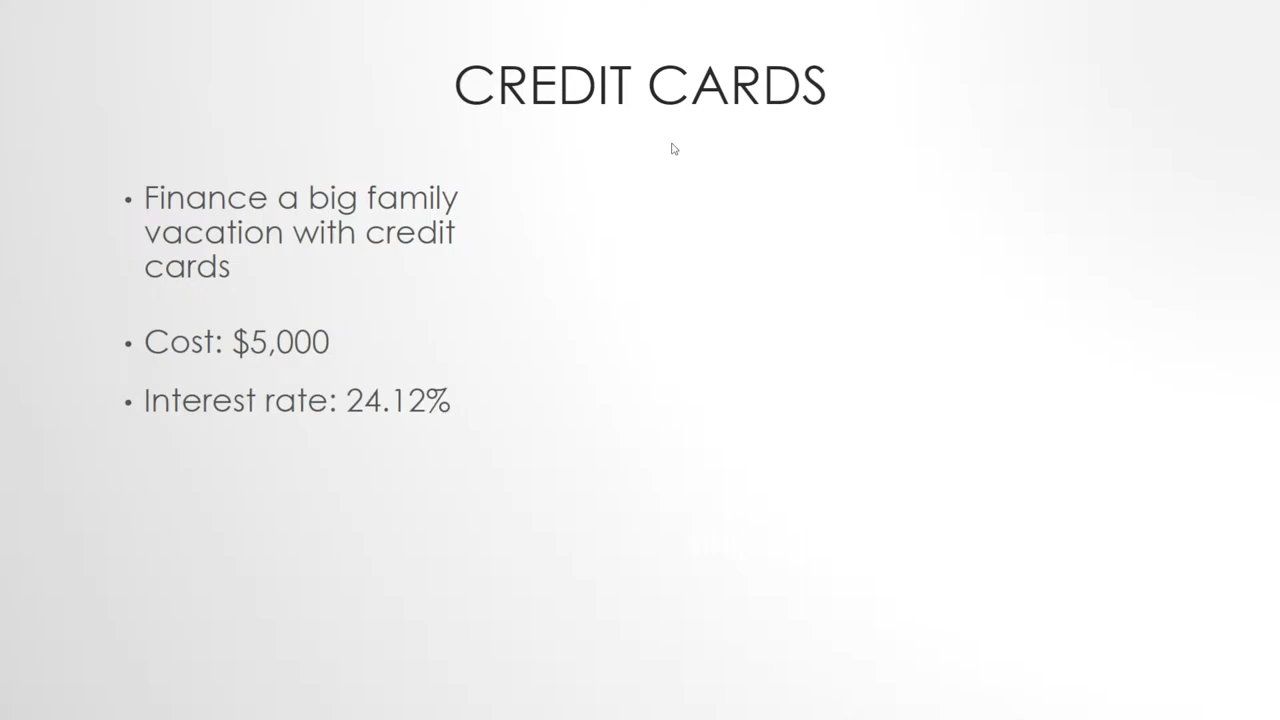 CREDIT CARDS
• Finance a big family
vacation with credit
cards
• Cost: $5,000
• Interest rate: 24.12%